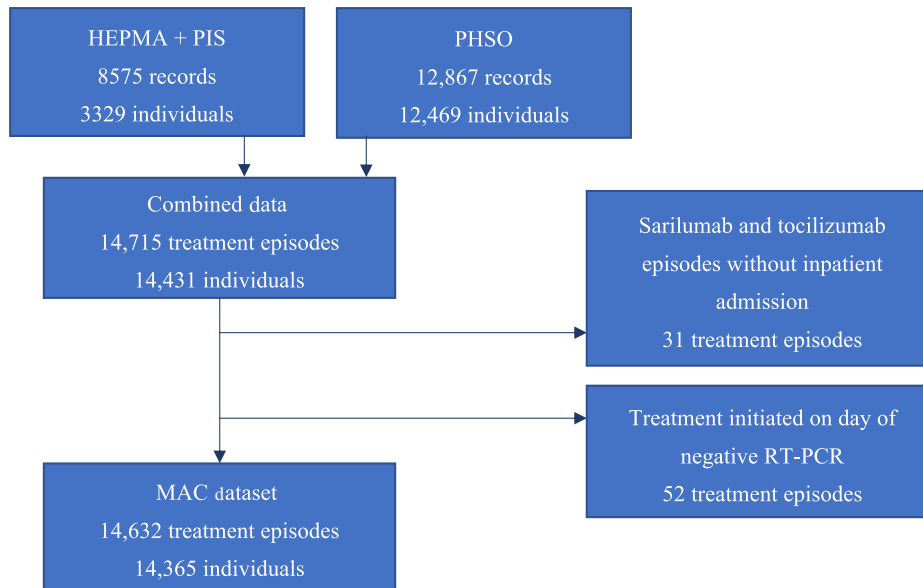 HEPMA + PIS
8575 records
3329 individuals
PHSO
12,867 records
12,469 individuals
Combined data
14,715 treatment episodes
14,431 individuals
Sarilumab and tocilizumab
episodes without inpatient
admission
31 treatment episodes
Treatment initiated on day of
negative RT-PCR
52 treatment episodes
MAC dataset
14,632 treatment episodes
14,365 individuals